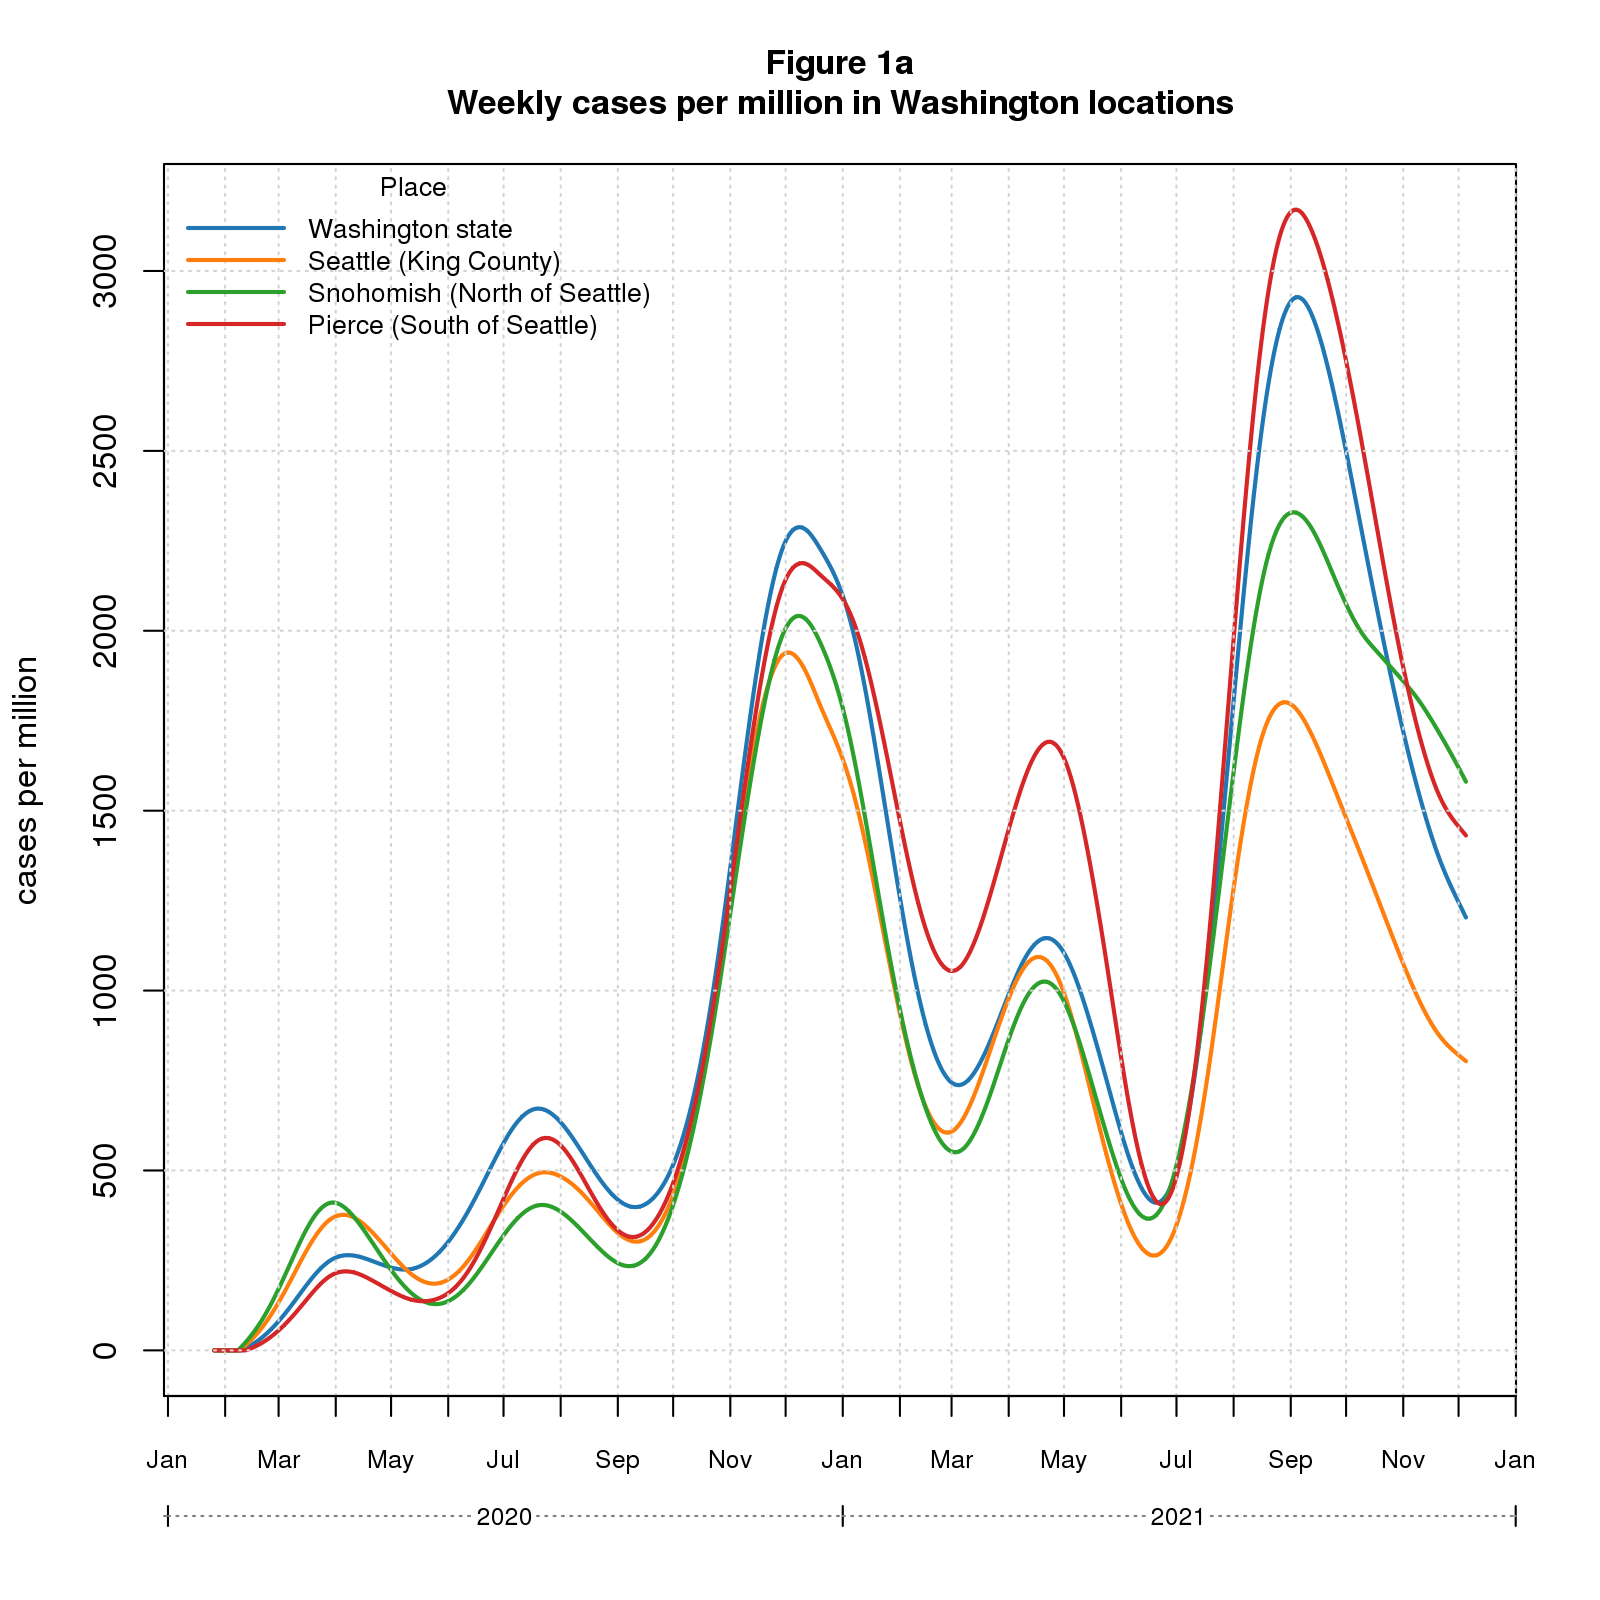 Figure 1a
Weekly cases per million in Washington locations
Place
Washington state
Seattle (King County)
Snohomish (North of Seattle)
Pierce (South of Seattle)
cases per million
3000
2500
2000
1500
1000
500
0
Jan Mar May Jul Sep Nov Jan Mar May Jul Sep Nov Jan
2020 2021